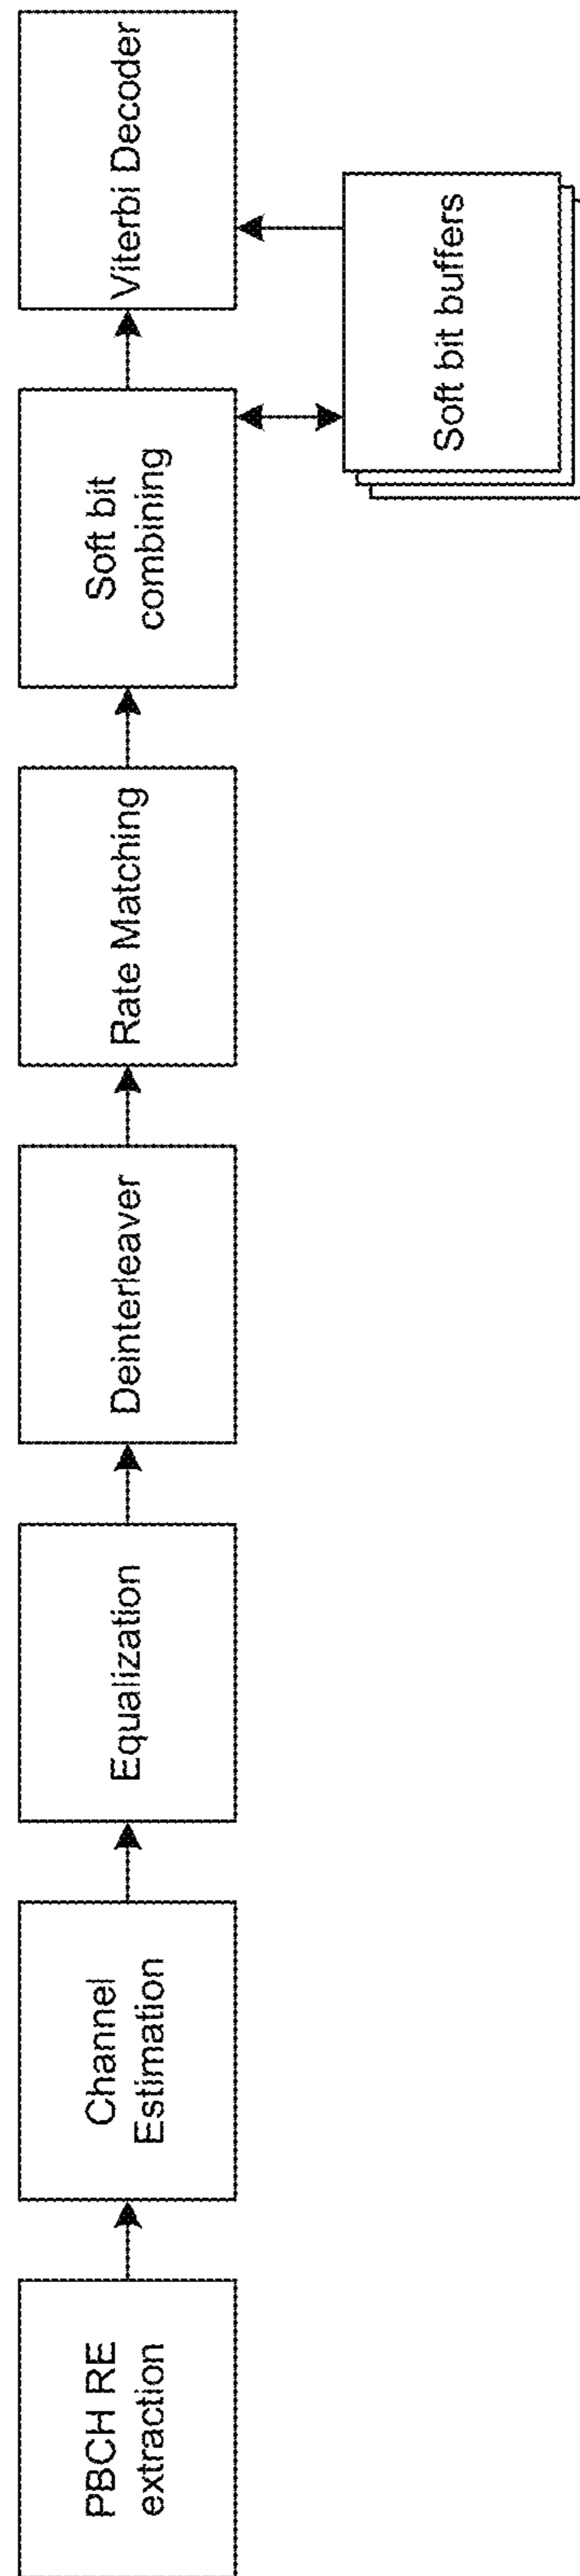 PBCH RE
extraction
Channel
Estimation
Equalization
Deinterleaver
Rate Matching
Soft bit
combining
Viterbi Decoder
Soft bit buffers